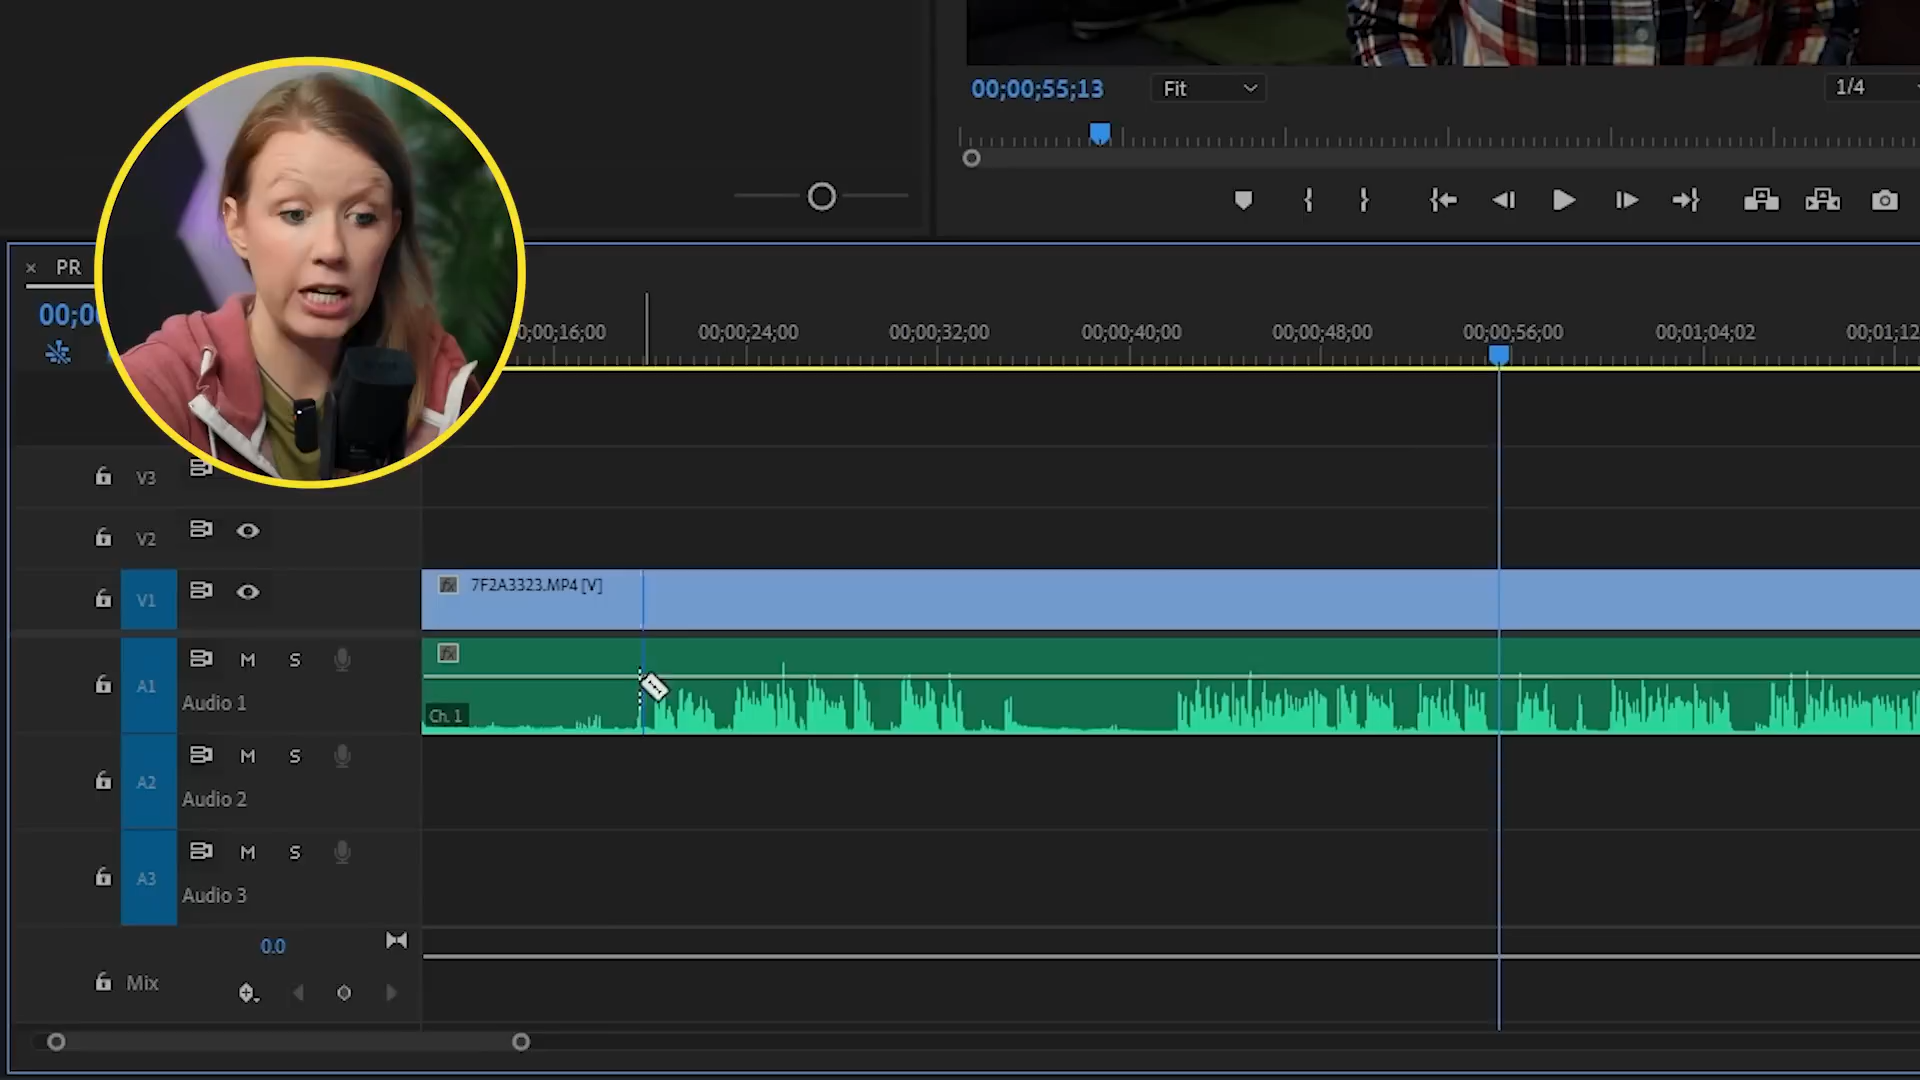 00;00;55;13
Fit
1/4
× PR
00;00
0;00;16;00
00;00;24;00
00;00;32;00
00;00;40;00
00;00;48;00
00;00;56;00
00;01;04;02
00;01;12
V3
V2
V1
fx 7F2A3323.MP4 [V]
A1
M S
Audio 1
fx
Ch. 1
A2
M S
Audio 2
A3
M S
Audio 3
0.0
Mix